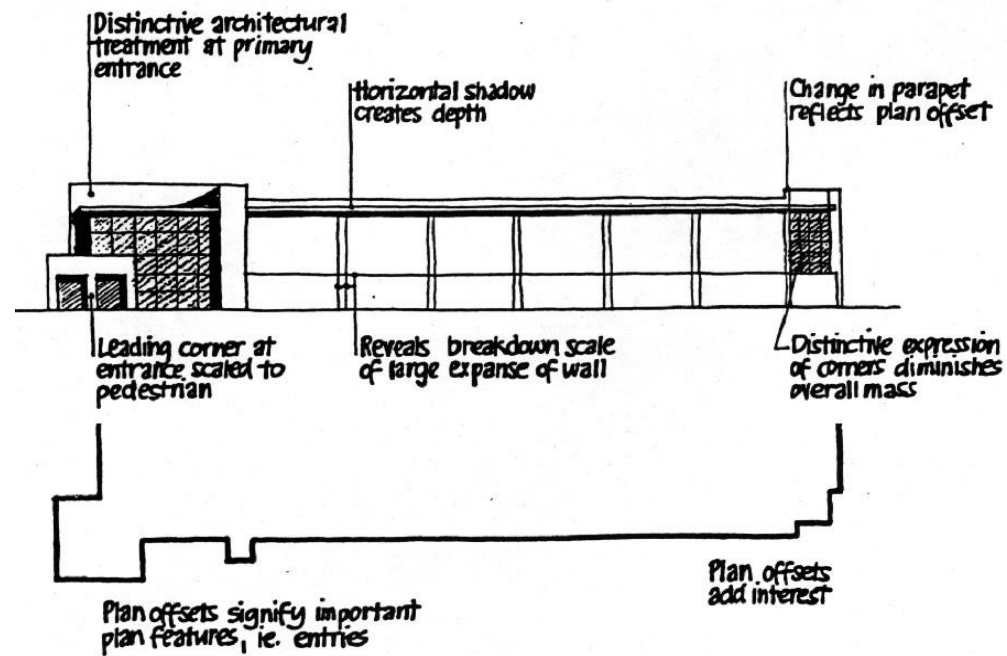 Distinctive architectural
treatment at primary
entrance
Horizontal shadow
creates depth
Change in parapet
reflects plan offset
Leading corner at
entrance scaled to
pedestrian
Reveals breakdown scale
of large expanse of wall
Distinctive expression
of corners diminishes
overall mass
Plan offsets signify important
plan features, ie. entries
Plan offsets
add interest